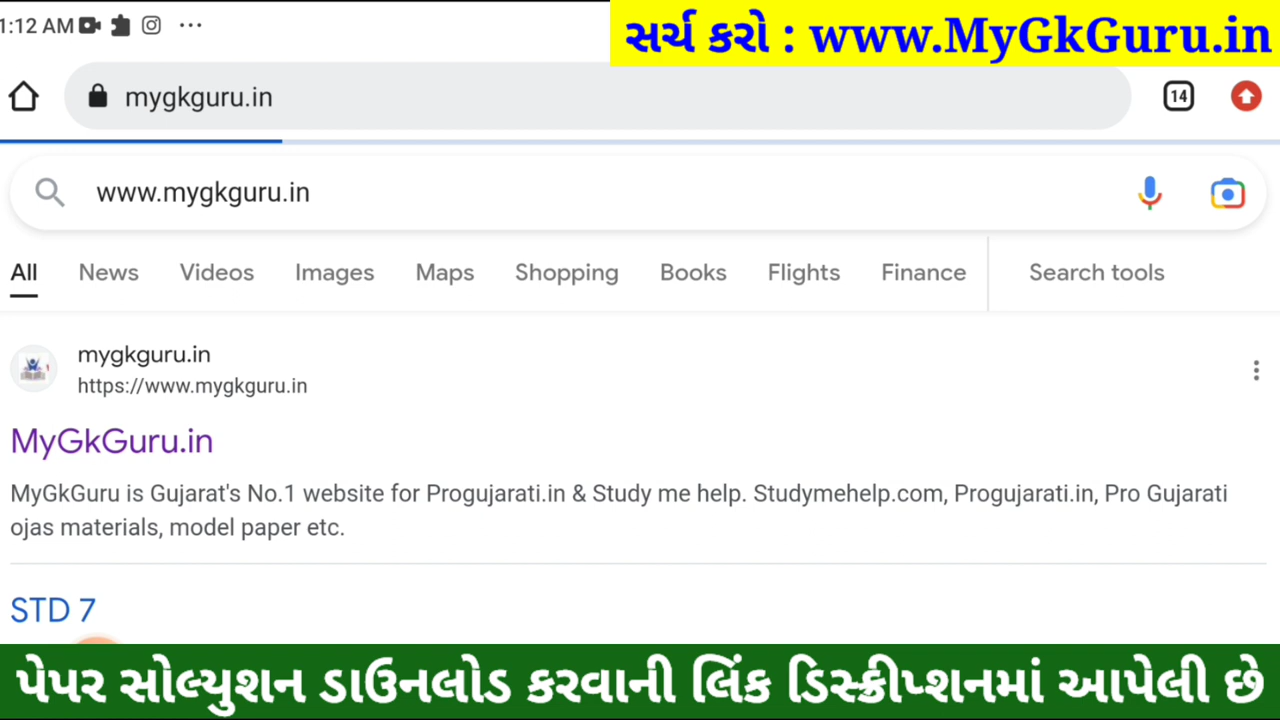 1:12 AM
સર્ચ કરો : www.MyGkGuru.in
mygkguru.in
14
www.mygkguru.in
All News Videos Images Maps Shopping Books Flights Finance Search tools
mygkguru.in
https://www.mygkguru.in
MyGkGuru.in
MyGkGuru is Gujarat's No.1 website for Progujarati.in & Study me help. Studymehelp.com, Progujarati.in, Pro Gujarati
ojas materials, model paper etc.
STD 7
પેપર સોલ્યુશન ડાઉનલોડ કરવાની લિંક ડિસ્ક્રીપ્શનમાં આપેલી છે